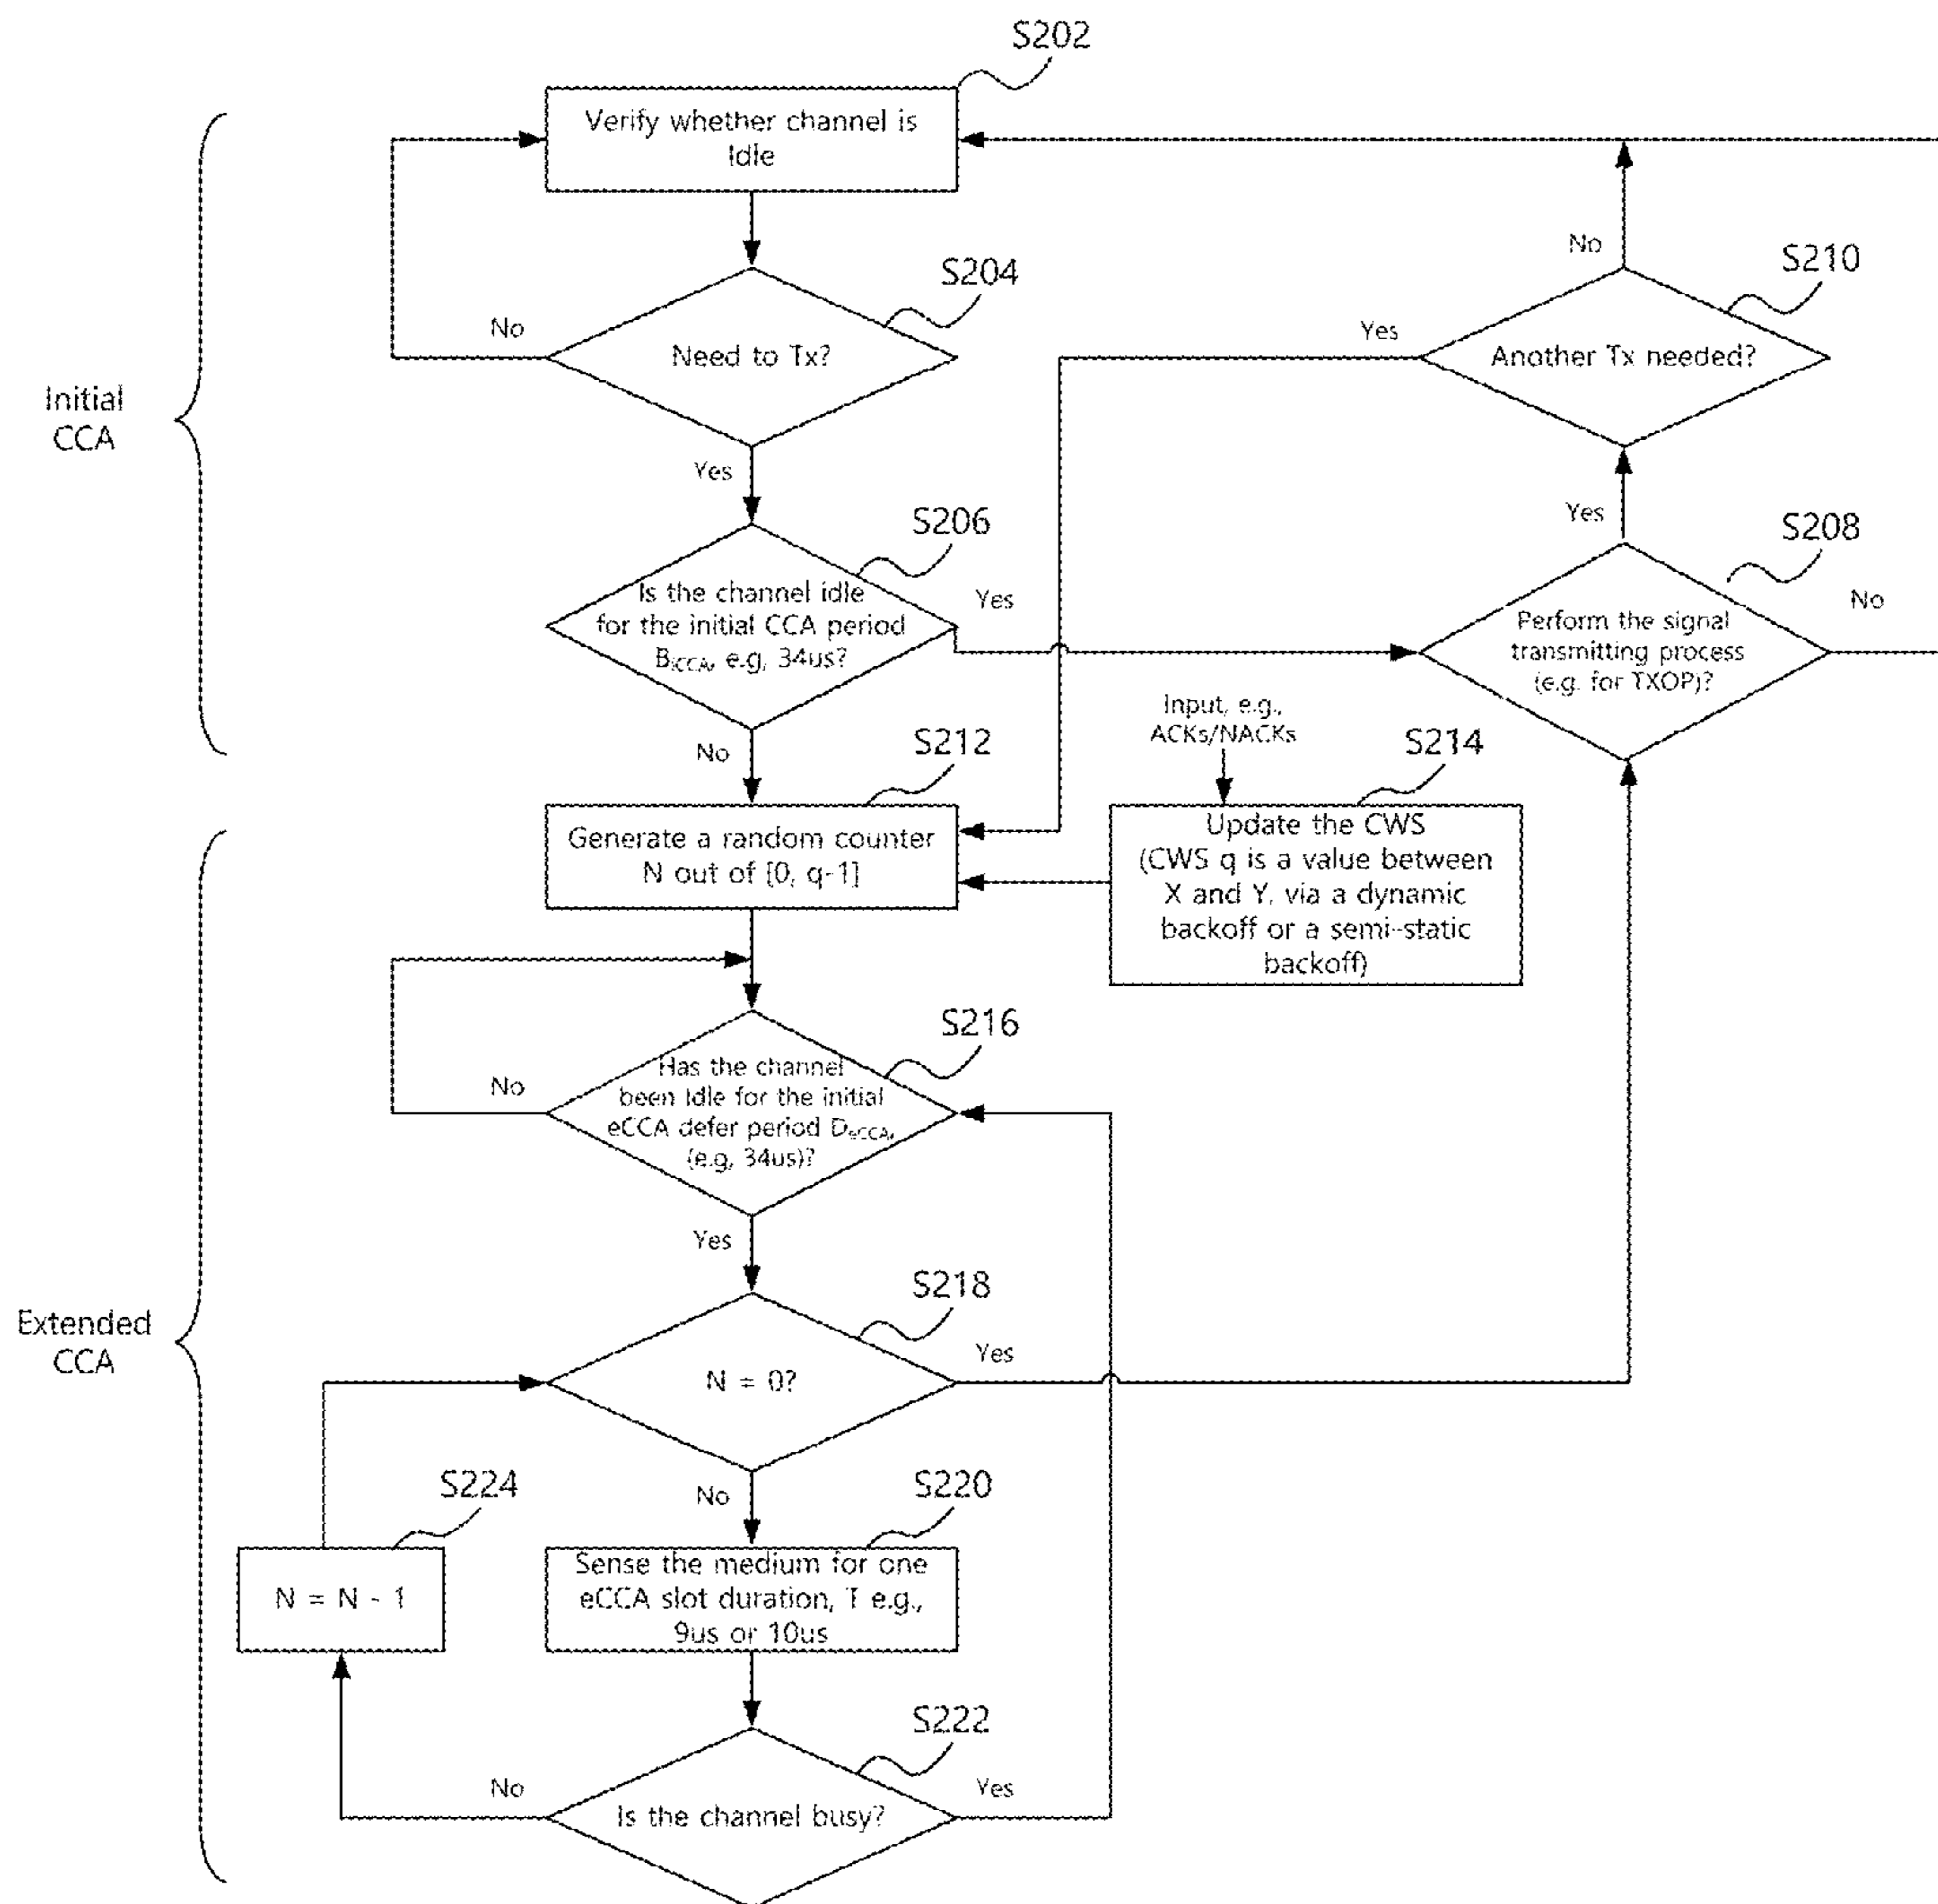 S202
Verify whether channel is
Idle
S204
Need to Tx?
No
Yes
S210
Another Tx needed?
No
Yes
Initial
CCA
S206
Is the channel idle
for the initial CCA period
BiCCA, e.g, 34us?
Yes
No
S208
Perform the signal
transmitting process
(e.g. for TXOP)?
Yes
No
S212
Generate a random counter
N out of [0, q-1]
Input, e.g.,
ACKs/NACKs
S214
Update the CWS
(CWS q is a value between
X and Y, via a dynamic
backoff or a semi-static
backoff)
S216
Has the channel
been Idle for the initial
eCCA defer period DeCCA,
(e.g, 34us)?
No
Yes
Extended
CCA
S218
N = 0?
Yes
No
S224
N = N - 1
S220
Sense the medium for one
eCCA slot duration, T e.g.,
9us or 10us
S222
Is the channel busy?
No
Yes